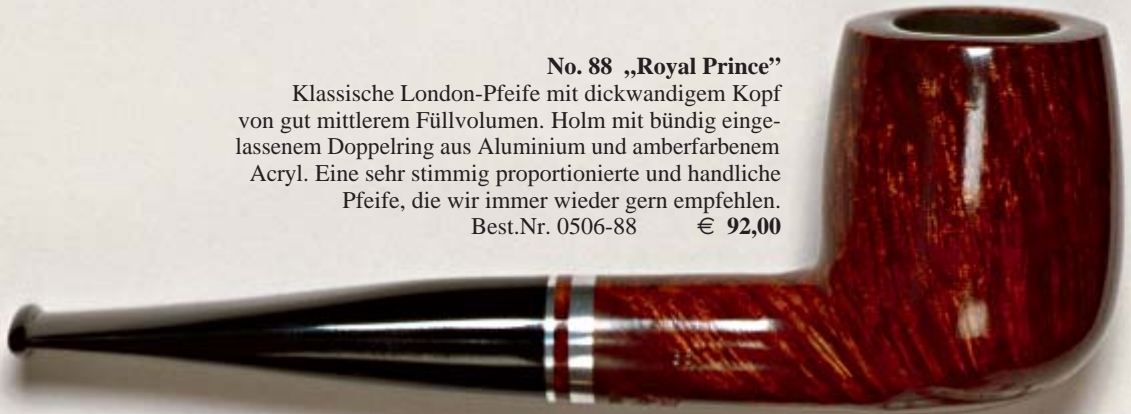 No. 88 „Royal Prince”
Klassische London-Pfeife mit dickwandigem Kopf
von gut mittlerem Füllvolumen. Holm mit bündig einge-
lassenem Doppelring aus Aluminium und amberfarbenem
Acryl. Eine sehr stimmig proportionierte und handliche
Pfeife, die wir immer wieder gern empfehlen.
Best.Nr. 0506-88 € 92,00